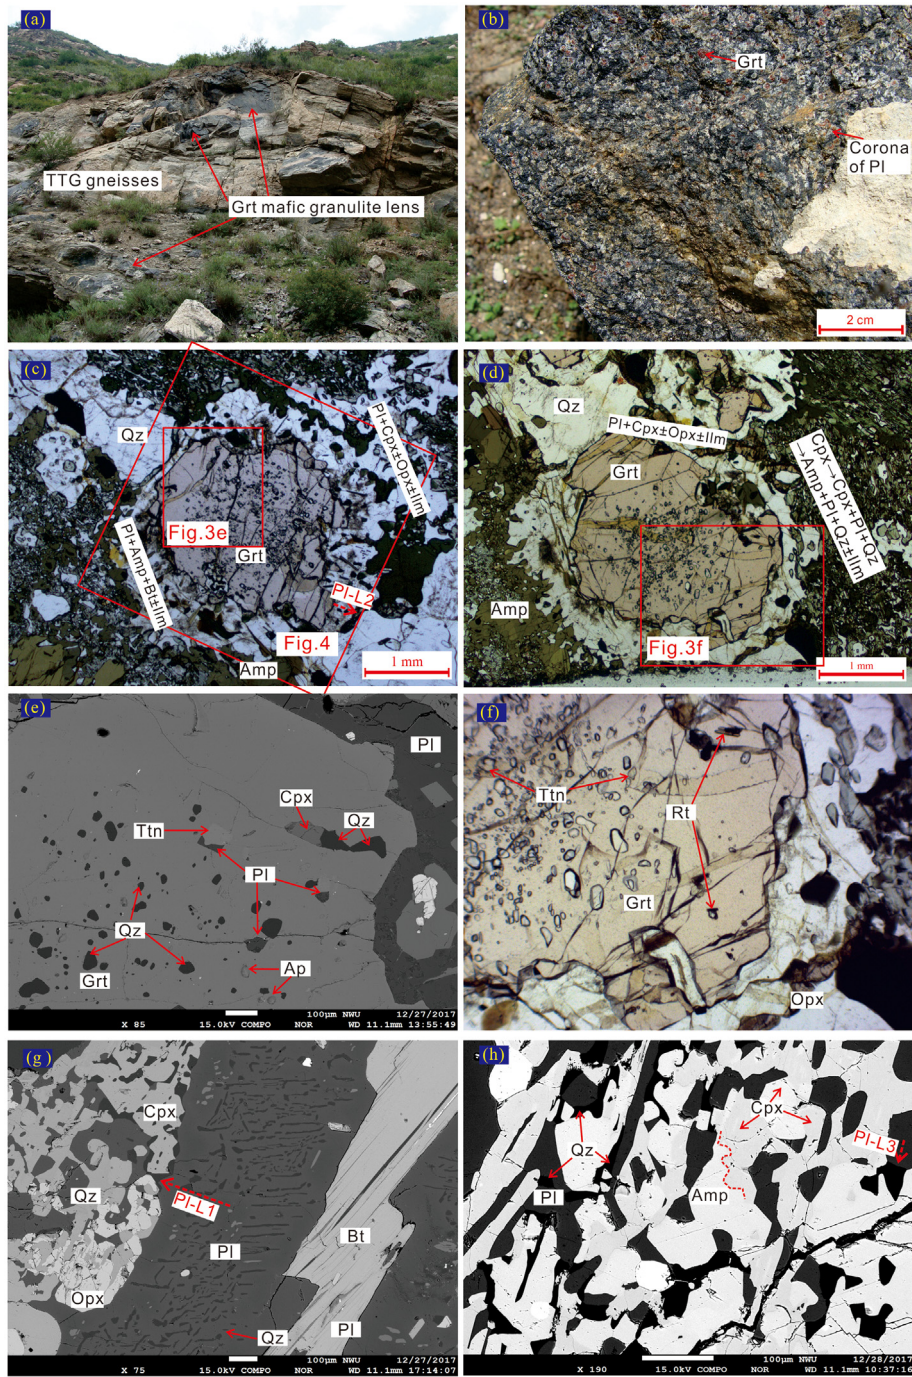 (a)
TTG gneisses
Grt mafic granulite lens
(b)
Grt
Corona
of Pl
2 cm
(c)
Qz
Pl+Cpx±Opx±Ilm
Fig.3e
Grt
Pl+Amp+Bt±Ilm
Pl-L2
Fig.4
Amp
1 mm
(d)
Qz
Pl+Cpx±Opx±Ilm
Grt
Cpx→Cpx+Pl+Qz
→Amp+Pl+Qz±Ilm
Amp
Fig.3f
1 mm
(e)
Pl
Cpx
Qz
Ttn
Pl
Qz
Grt
Ap
100µm NWU 12/27/2017
X 85 15.0kV COMPO NOR WD 11.1mm 13:55:49
(f)
Ttn
Rt
Grt
Opx
(g)
Cpx
Qz
Pl-L1
Pl
Bt
Opx
Qz
Pl
100µm NWU 12/27/2017
X 75 15.0kV COMPO NOR WD 11.1mm 17:14:07
(h)
Cpx
Qz
Pl-L3
Pl
Amp
100µm NWU 12/28/2017
X 190 15.0kV COMPO NOR WD 11.1mm 10:37:16